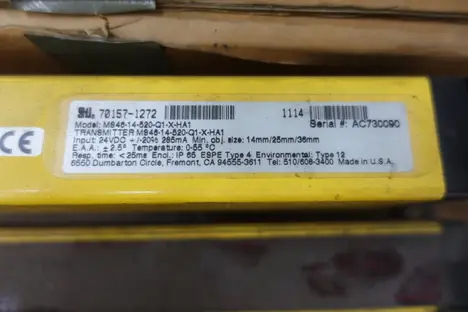 STI. 70157-1272 1114
Model: MS46-14-520-Q1-X-HA1 Serial #: AC730090
TRANSMITTER MS46-14-520-Q1-X-HA1
Input: 24VDC +/-20% 285mA Min. obj. size: 14mm/25mm/36mm
E.A.A.: ± 2.5° Temperature: 0-55 °C
Resp. time: <25ms Encl.: IP 65 ESPE Type 4 Environmental: Type 12
6550 Dumbarton Circle, Fremont, CA 94555-3611 Tel: 510/608-3400 Made in U.S.A.